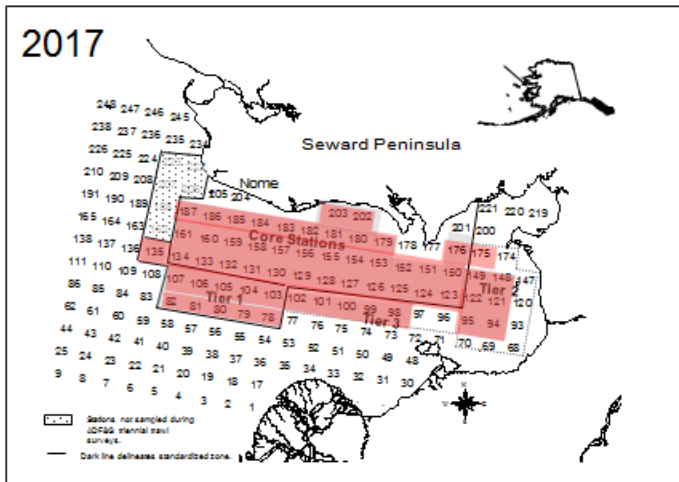 2017
248 247 246 245
238 237 236 235 234
226 225 224
210 209 208
205 204
191 190 189
165 164 163
138 137 136 135
111 110 109 108
86 85 84 83
62 61 60 59 58 57 56 55 54 53 52 51 50 49 48
44 43 42 41 40 39 38 37 36 35 34 33 32 31 30
25 24 23 22 21 20 19 18 17
9 8 7 6 5 4 3 2 1
Seward Peninsula
Nome
203 202
221 220 219
201 200
187 186 185 184 183 182 181 180 179 178 177 176 175 174
Core Stations
161 160 159 158 157 156 155 154 153 152 151 150 149 148 147
134 133 132 131 130 129 128 127 126 125 124 123 122 121 120
Tier 2
107 106 105 104 103 102 101 100 99 98 97 96 95 94 93
Tier 1
Tier 3
82 81 80 79 78 77 76 75 74 73 72 71 70 69 68
Stations not sampled during
ADF&G triennial trawl
surveys.
Dark line delineates standardized zone.